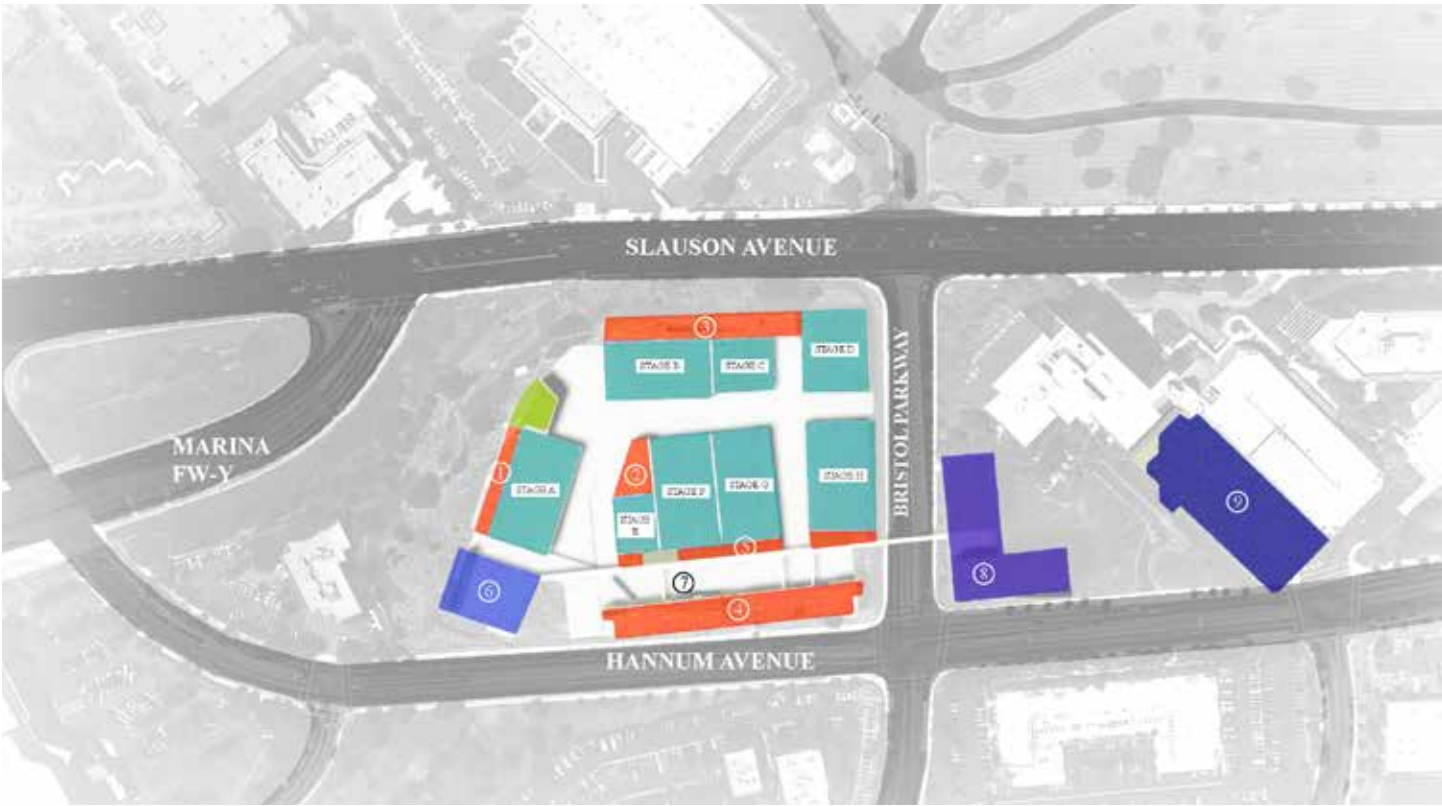 SLAUSON AVENUE
3
STAGE D
STAGE B
STAGE C
BRISTOL PARKWAY
MARINA
FW-Y
1
STAGE A
2
STAGE F
STAGE G
STAGE H
STAGE
E
9
5
8
6
7
4
HANNUM AVENUE